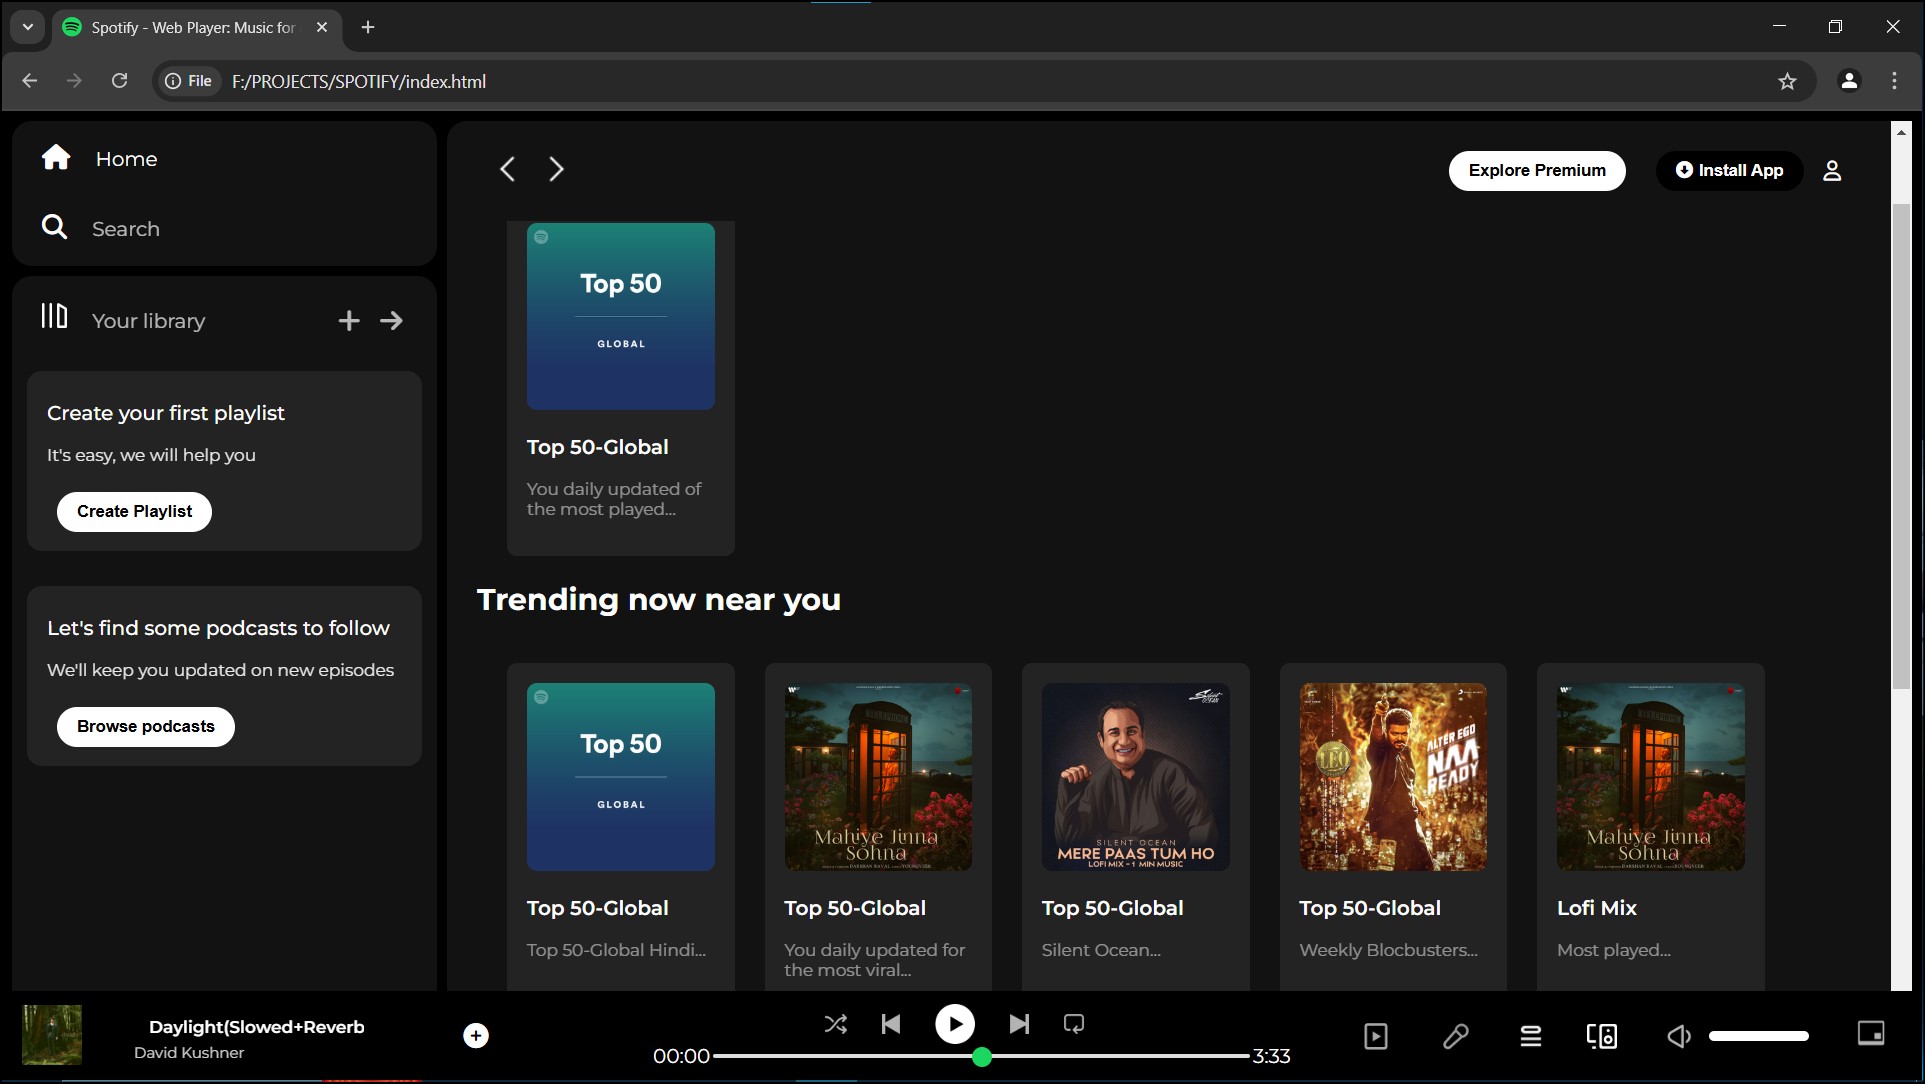 Spotify - Web Player: Music for
File
F:/PROJECTS/SPOTIFY/index.html
Home
Search
Your library
Create your first playlist
It's easy, we will help you
Create Playlist
Let's find some podcasts to follow
We'll keep you updated on new episodes
Browse podcasts
Explore Premium
Install App
Top 50
GLOBAL
Top 50-Global
You daily updated of
the most played...
Trending now near you
Top 50
GLOBAL
Top 50-Global
Top 50-Global Hindi...
Mahiye Jinna
Sohna
Top 50-Global
You daily updated for
the most viral...
Silent
OCEAN
SILENT OCEAN
MERE PAAS TUM HO
LOFI MIX - 1 MIN MUSIC
Top 50-Global
Silent Ocean...
LEO
ALTER EGO
NAA
READY
Top 50-Global
Weekly Blocbusters...
Mahiye Jinna
Sohna
Lofi Mix
Most played...
Daylight(Slowed+Reverb
David Kushner
00:00
3:33